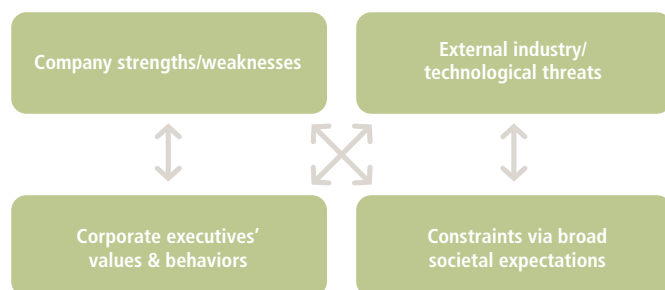 Company strengths/weaknesses
External industry/
technological threats
Corporate executives’
values & behaviors
Constraints via broad
societal expectations